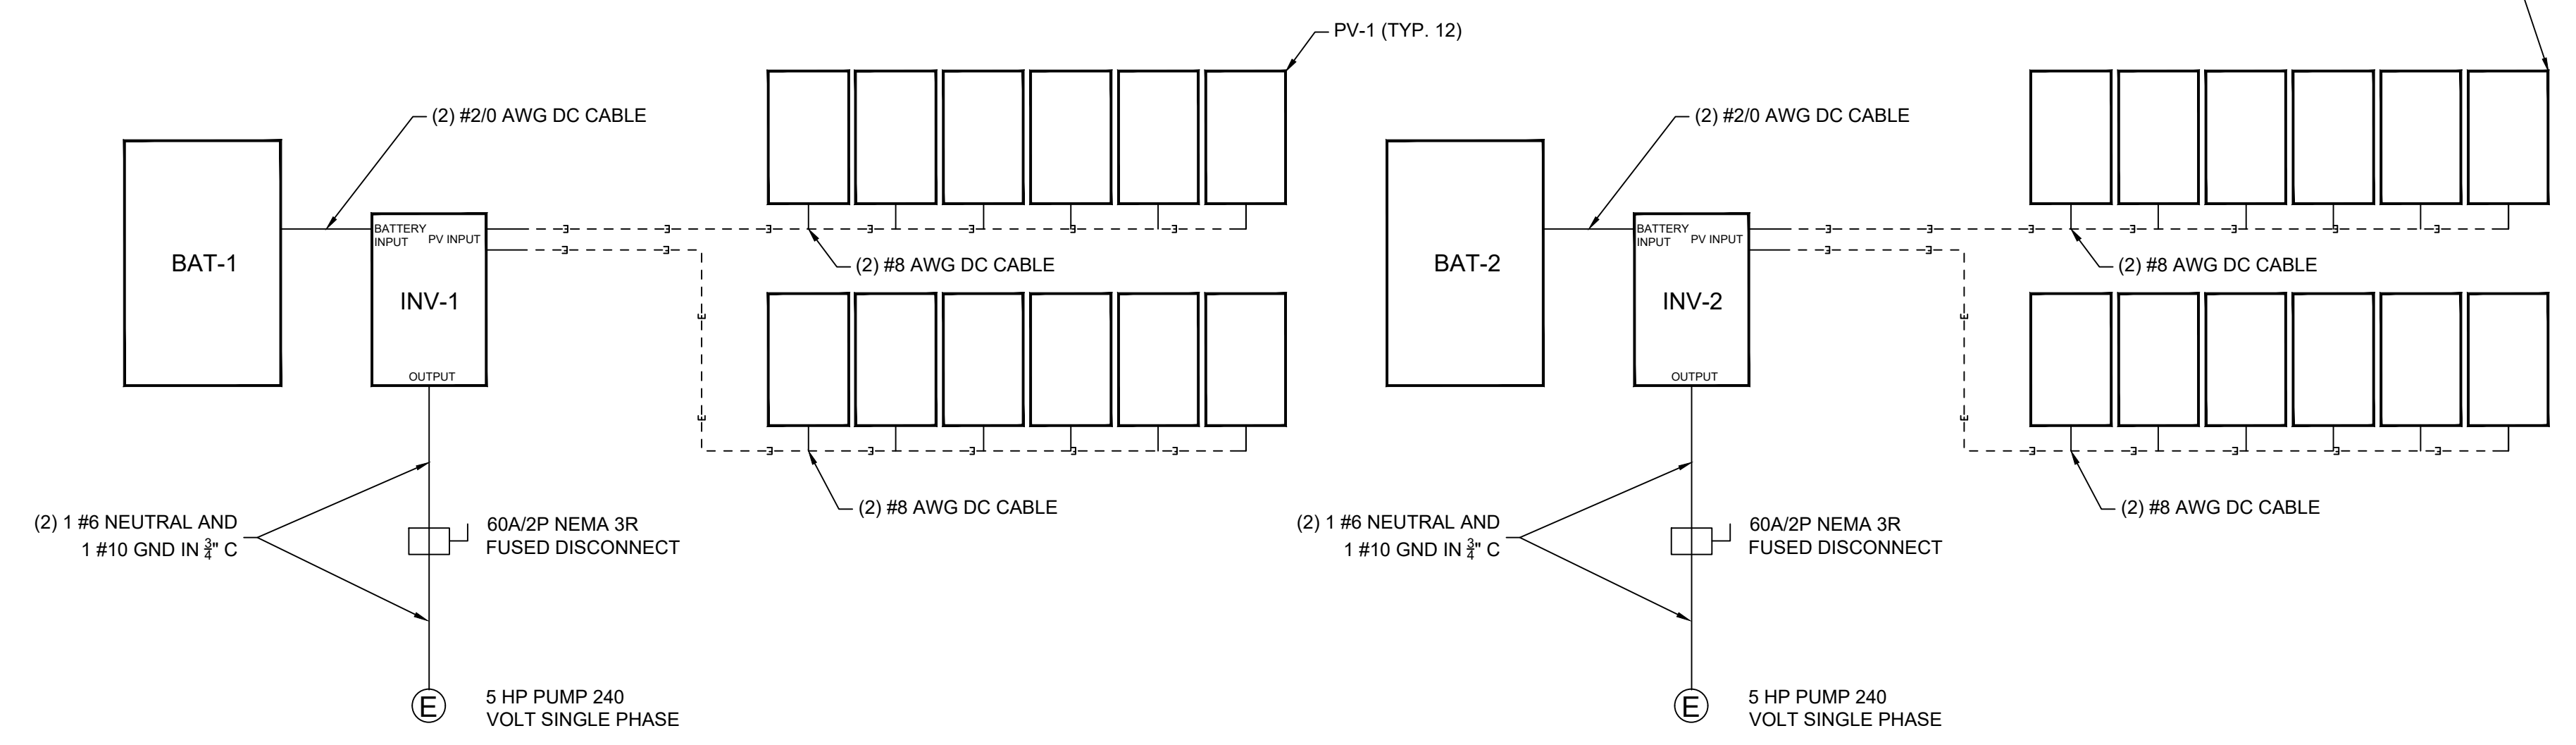 PV-1 (TYP. 12)
(2) #2/0 AWG DC CABLE
BATTERY
INPUT
PV INPUT
BAT-1
INV-1
OUTPUT
(2) #8 AWG DC CABLE
(2) #8 AWG DC CABLE
(2) 1 #6 NEUTRAL AND
1 #10 GND IN 3/4" C
60A/2P NEMA 3R
FUSED DISCONNECT
E
5 HP PUMP 240
VOLT SINGLE PHASE
(2) #2/0 AWG DC CABLE
BATTERY
INPUT
PV INPUT
BAT-2
INV-2
OUTPUT
(2) #8 AWG DC CABLE
(2) #8 AWG DC CABLE
(2) 1 #6 NEUTRAL AND
1 #10 GND IN 3/4" C
60A/2P NEMA 3R
FUSED DISCONNECT
E
5 HP PUMP 240
VOLT SINGLE PHASE